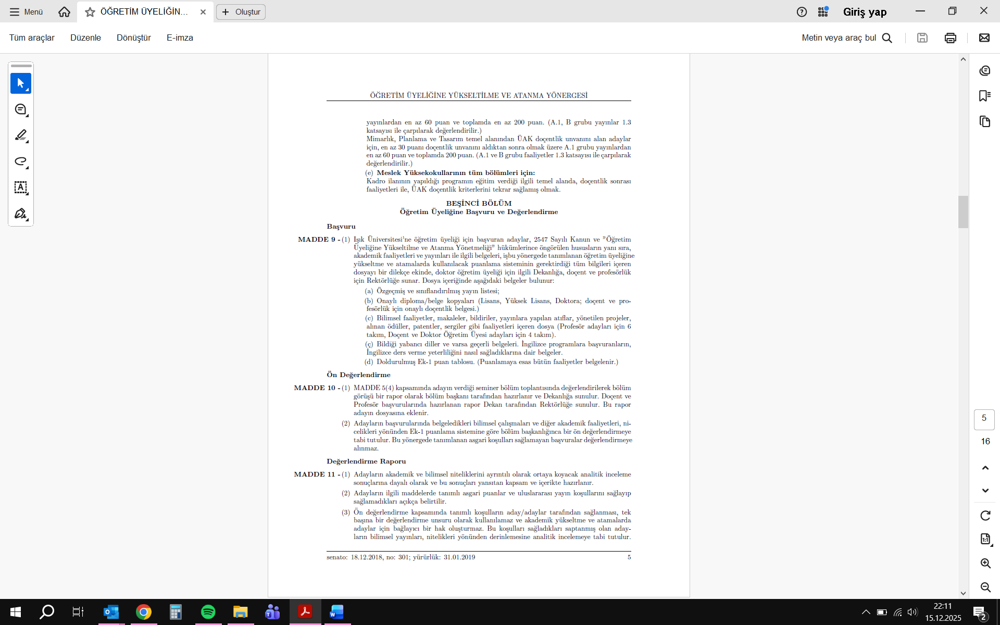 Menü
ÖĞRETİM ÜYELİĞİN...
Oluştur
Giriş yap
Tüm araçlar
Düzenle
Dönüştür
E-imza
Metin veya araç bul
ÖĞRETİM ÜYELİĞİNE YÜKSELTİLME VE ATANMA YÖNERGESİ
yayınlardan en az 60 puan ve toplamda en az 200 puan. (A.1, B grubu yayınlar 1.3
katsayısı ile çarpılarak değerlendirilir.)
Mimarlık, Planlama ve Tasarım temel alanından ÜAK doçentlik unvanını alan adaylar
için, en az 30 puanı doçentlik unvanını aldıktan sonra olmak üzere A.1 grubu yayınlardan
en az 60 puan ve toplamda 200 puan. (A.1 ve B grubu faaliyetler 1.3 katsayısı ile çarpılarak
değerlendirilir.)
(e) Meslek Yüksekokullarının tüm bölümleri için:
Kadro ilanının yapıldığı programın eğitim verdiği ilgili temel alanda, doçentlik sonrası
faaliyetleri ile, ÜAK doçentlik kriterlerini tekrar sağlamış olmak.
BEŞİNCİ BÖLÜM
Öğretim Üyeliğine Başvuru ve Değerlendirme
Başvuru
MADDE 9 - (1) Işık Üniversitesi'ne öğretim üyeliği için başvuran adaylar, 2547 Sayılı Kanun ve "Öğretim
Üyeliğine Yükseltilme ve Atanma Yönetmeliği" hükümlerince öngörülen hususların yanı sıra,
akademik faaliyetleri ve yayınları ile ilgili belgeleri, işbu yönergede tanımlanan öğretim üyeliğine
yükseltme ve atamalarda kullanılacak puanlama sisteminin gerektirdiği tüm bilgileri içeren
dosyayı bir dilekçe ekinde, doktor öğretim üyeliği için ilgili Dekanlığa, doçent ve profesörlük
için Rektörlüğe sunar. Dosya içeriğinde aşağıdaki belgeler bulunur:
(a) Özgeçmiş ve sınıflandırılmış yayın listesi;
(b) Onaylı diploma/belge kopyaları (Lisans, Yüksek Lisans, Doktora; doçent ve pro-
fesörlük için onaylı doçentlik belgesi.)
(c) Bilimsel faaliyetler, makaleler, bildiriler, yayınlara yapılan atıflar, yönetilen projeler,
alınan ödüller, patentler, sergiler gibi faaliyetleri içeren dosya (Profesör adayları için 6
takım, Doçent ve Doktor Öğretim Üyesi adayları için 4 takım).
(ç) Bildiği yabancı diller ve varsa geçerli belgeleri. İngilizce programlara başvuranların,
İngilizce ders verme yeterliliğini nasıl sağladıklarına dair belgeler.
(d) Doldurulmuş Ek-1 puan tablosu. (Puanlamaya esas bütün faaliyetler belgelenir.)
Ön Değerlendirme
MADDE 10 - (1) MADDE 5(4) kapsamında adayın verdiği seminer bölüm toplantısında değerlendirilerek bölüm
görüşü bir rapor olarak bölüm başkanı tarafından hazırlanır ve Dekanlığa sunulur. Doçent ve
Profesör başvurularında hazırlanan rapor Dekan tarafından Rektörlüğe sunulur. Bu rapor
adayın dosyasına eklenir.
(2) Adayların başvurularında belgeledikleri bilimsel çalışmaları ve diğer akademik faaliyetleri, ni-
celikleri yönünden Ek-1 puanlama sistemine göre bölüm başkanlığınca bir ön değerlendirmeye
tabi tutulur. Bu yönergede tanımlanan asgari koşulları sağlamayan başvuralar değerlendirmeye
alınmaz.
Değerlendirme Raporu
MADDE 11 - (1) Adayların akademik ve bilimsel niteliklerini ayrıntılı olarak ortaya koyacak analitik inceleme
sonuçlarına dayalı olarak ve bu sonuçları yansıtan kapsam ve içerikte hazırlanır.
(2) Adayların ilgili maddelerde tanımlı asgari puanlar ve uluslararası yayın koşullarını sağlayıp
sağlamadıkları açıkça belirtilir.
(3) Ön değerlendirme kapsamında tanımlı koşulların aday/adaylar tarafından sağlanması, tek
başına bir değerlendirme unsuru olarak kullanılamaz ve akademik yükseltme ve atamalarda
adaylar için bağlayıcı bir hak oluşturmaz. Bu koşulları sağladıkları saptanmış olan aday-
ların bilimsel yayınları, nitelikleri yönünden derinlemesine analitik incelemeye tabi tutulur.
senato: 18.12.2018, no: 301; yürürlük: 31.01.2019
5
5
16
22:11
15.12.2025
2